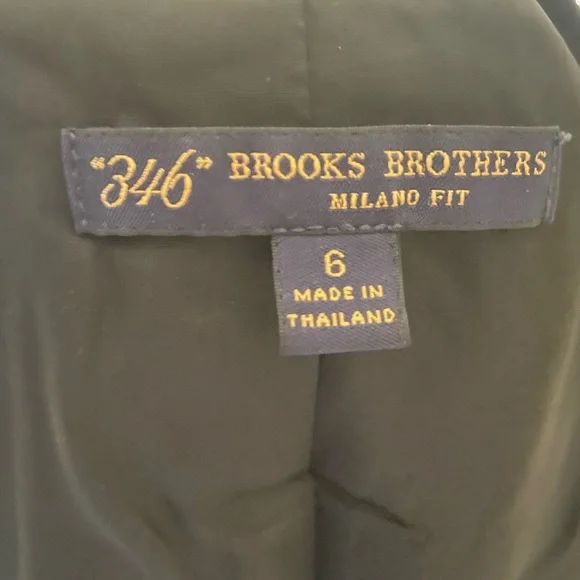 "346" BROOKS BROTHERS
MILANO FIT
6
MADE IN
THAILAND